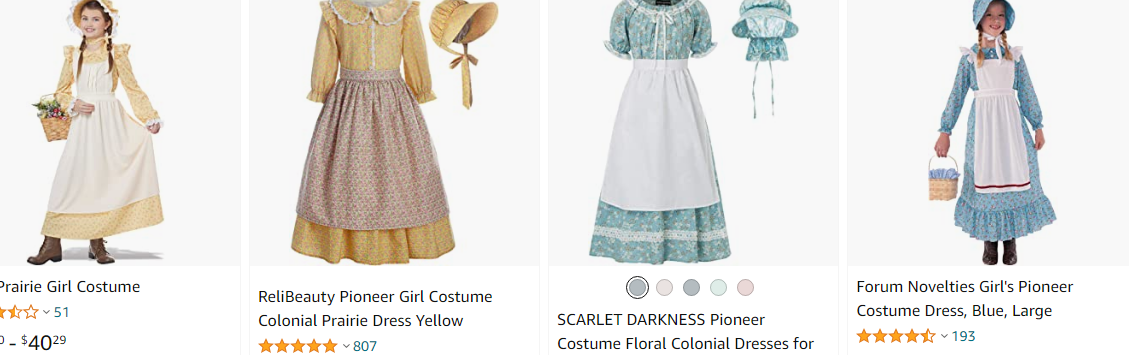 Prairie Girl Costume
51
- $40 29
ReliBeauty Pioneer Girl Costume
Colonial Prairie Dress Yellow
807
SCARLET DARKNESS Pioneer
Costume Floral Colonial Dresses for
Forum Novelties Girl's Pioneer
Costume Dress, Blue, Large
193